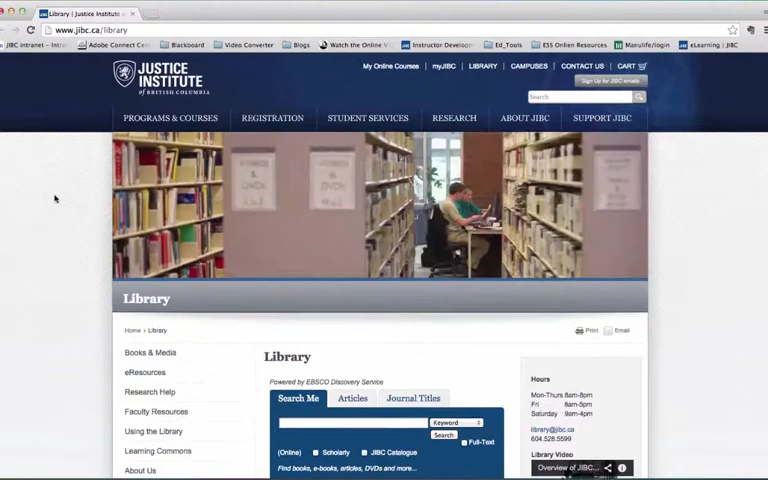 Library | Justice Institute
www.jibc.ca/library
JIBC intranet - Intra
Adobe Connect Cen
Blackboard
Video Converter
Blogs
Watch the Online V
Instructor Develop
Ed_Tools
ESS Onlien Resources
Manulife/login
eLearning | JIBC
JUSTICE
INSTITUTE
of BRITISH COLUMBIA
My Online Courses
myJIBC
LIBRARY
CAMPUSES
CONTACT US
CART
Sign Up for JIBC emails
Search
PROGRAMS & COURSES
REGISTRATION
STUDENT SERVICES
RESEARCH
ABOUT JIBC
SUPPORT JIBC
Library
Home › Library
Print
Email
Books & Media
eResources
Research Help
Faculty Resources
Using the Library
Learning Commons
About Us
Library
Powered by EBSCO Discovery Service
Search Me
Articles
Journal Titles
Keyword
Search
Full-Text
(Online)
Scholarly
JIBC Catalogue
Find books, e-books, articles, DVDs and more...
Hours
Mon-Thurs 8am-8pm
Fri 8am-5pm
Saturday 9am-4pm
library@jibc.ca
604.528.5599
Library Video
Overview of JIBC...